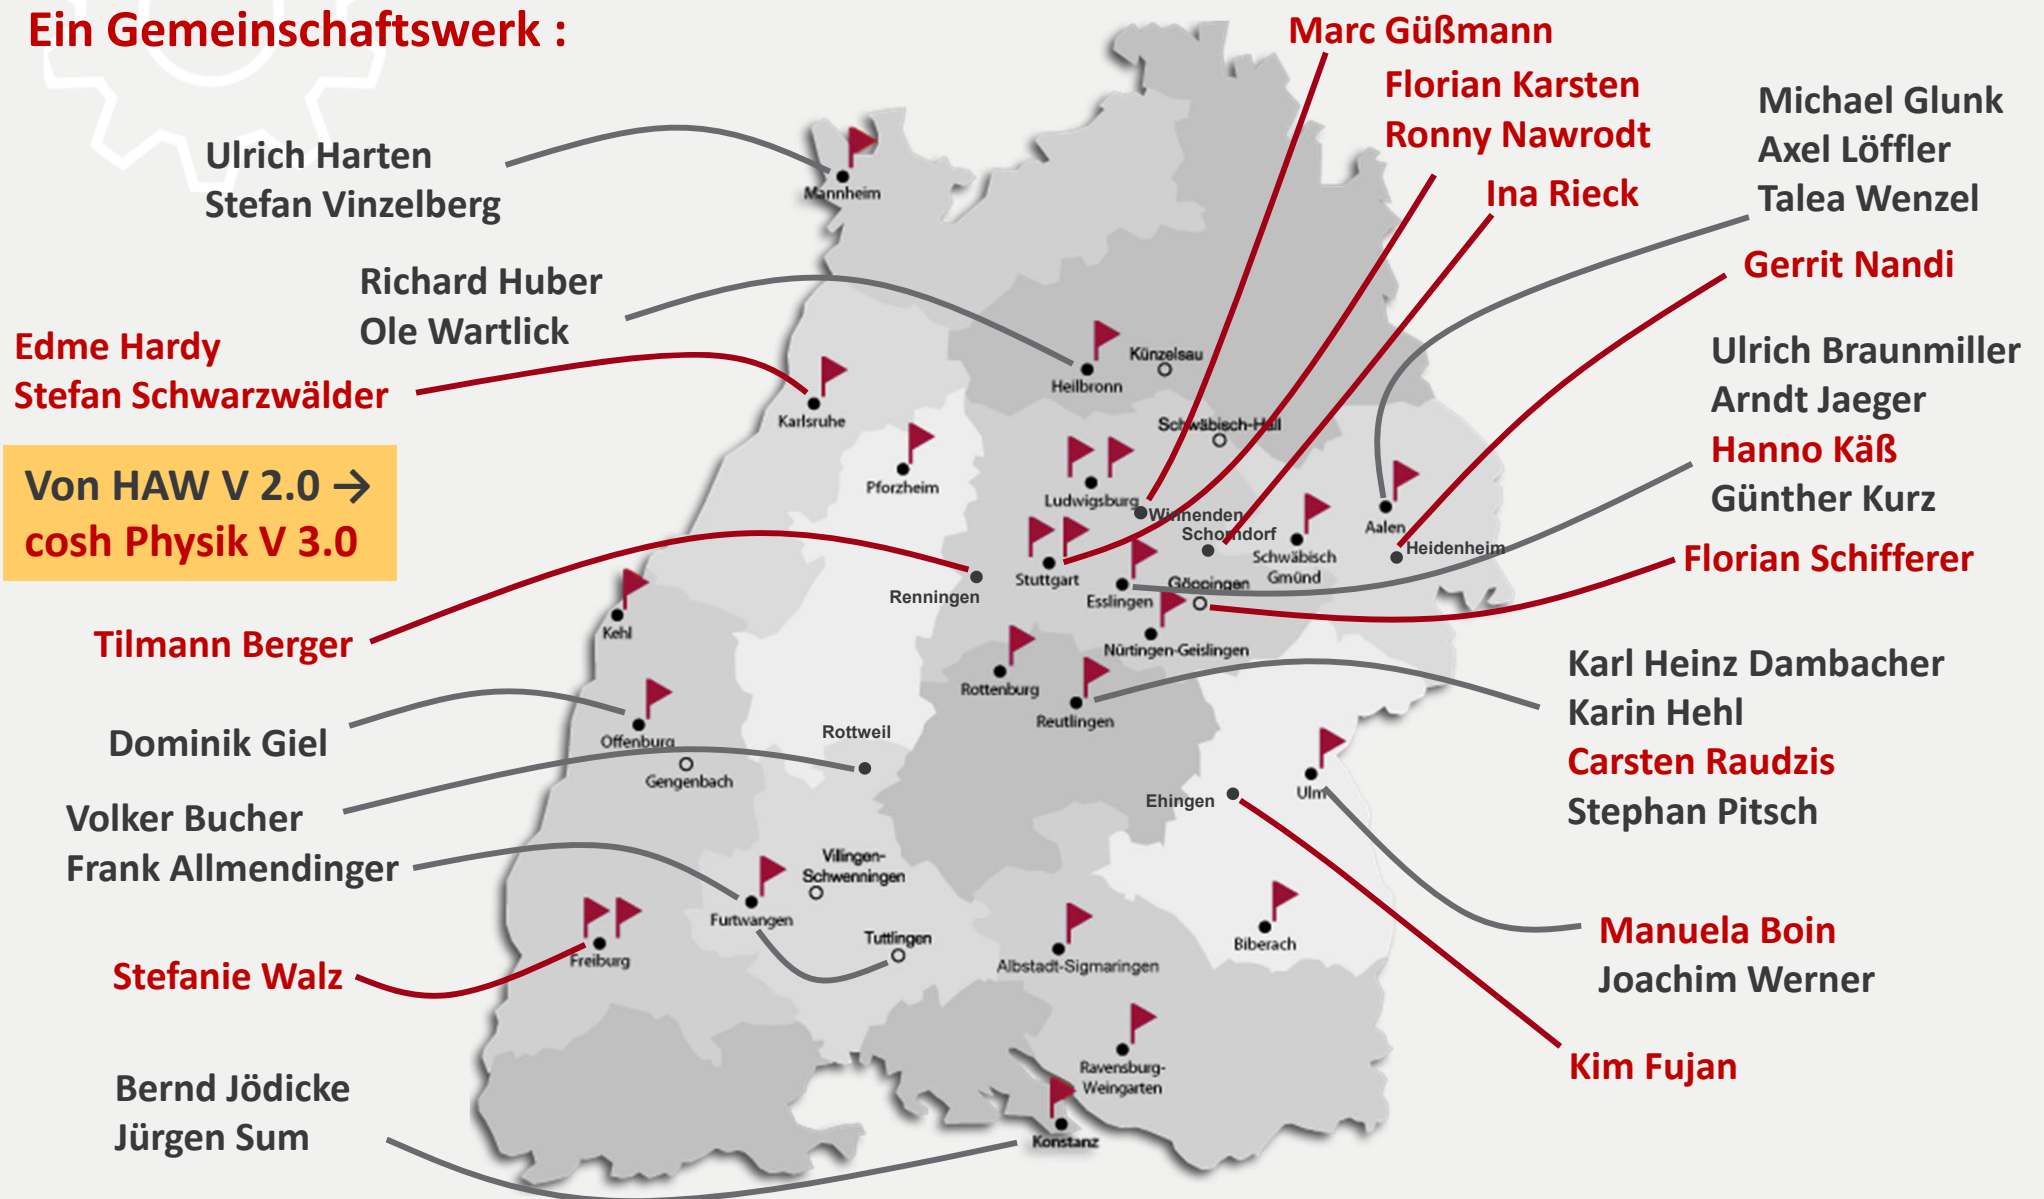 Ein Gemeinschaftswerk :
Marc Güßmann
Florian Karsten
Ronny Nawrodt
Ina Rieck
Michael Glunk
Axel Löffler
Talea Wenzel
Gerrit Nandi
Ulrich Harten
Stefan Vinzelberg
Richard Huber
Ole Wartlick
Edme Hardy
Stefan Schwarzwälder
Von HAW V 2.0 →
cosh Physik V 3.0
Ulrich Braunmiller
Arndt Jaeger
Hanno Käß
Günther Kurz
Florian Schifferer
Tilmann Berger
Dominik Giel
Volker Bucher
Frank Allmendinger
Stefanie Walz
Bernd Jödicke
Jürgen Sum
Karl Heinz Dambacher
Karin Hehl
Carsten Raudzis
Stephan Pitsch
Manuela Boin
Joachim Werner
Kim Fujan
Mannheim
Künzelsau
Heilbronn
Karlsruhe
Schwäbisch-Hall
Pforzheim
Ludwigsburg
Winnenden
Schorndorf
Aalen
Heidenheim
Schwäbisch
Gmünd
Stuttgart
Göppingen
Esslingen
Renningen
Kehl
Nürtingen-Geislingen
Rottenburg
Reutlingen
Offenburg
Gengenbach
Rottweil
Ehingen
Ulm
Villingen-
Schwenningen
Furtwangen
Tuttlingen
Freiburg
Albstadt-Sigmaringen
Biberach
Ravensburg-
Weingarten
Konstanz